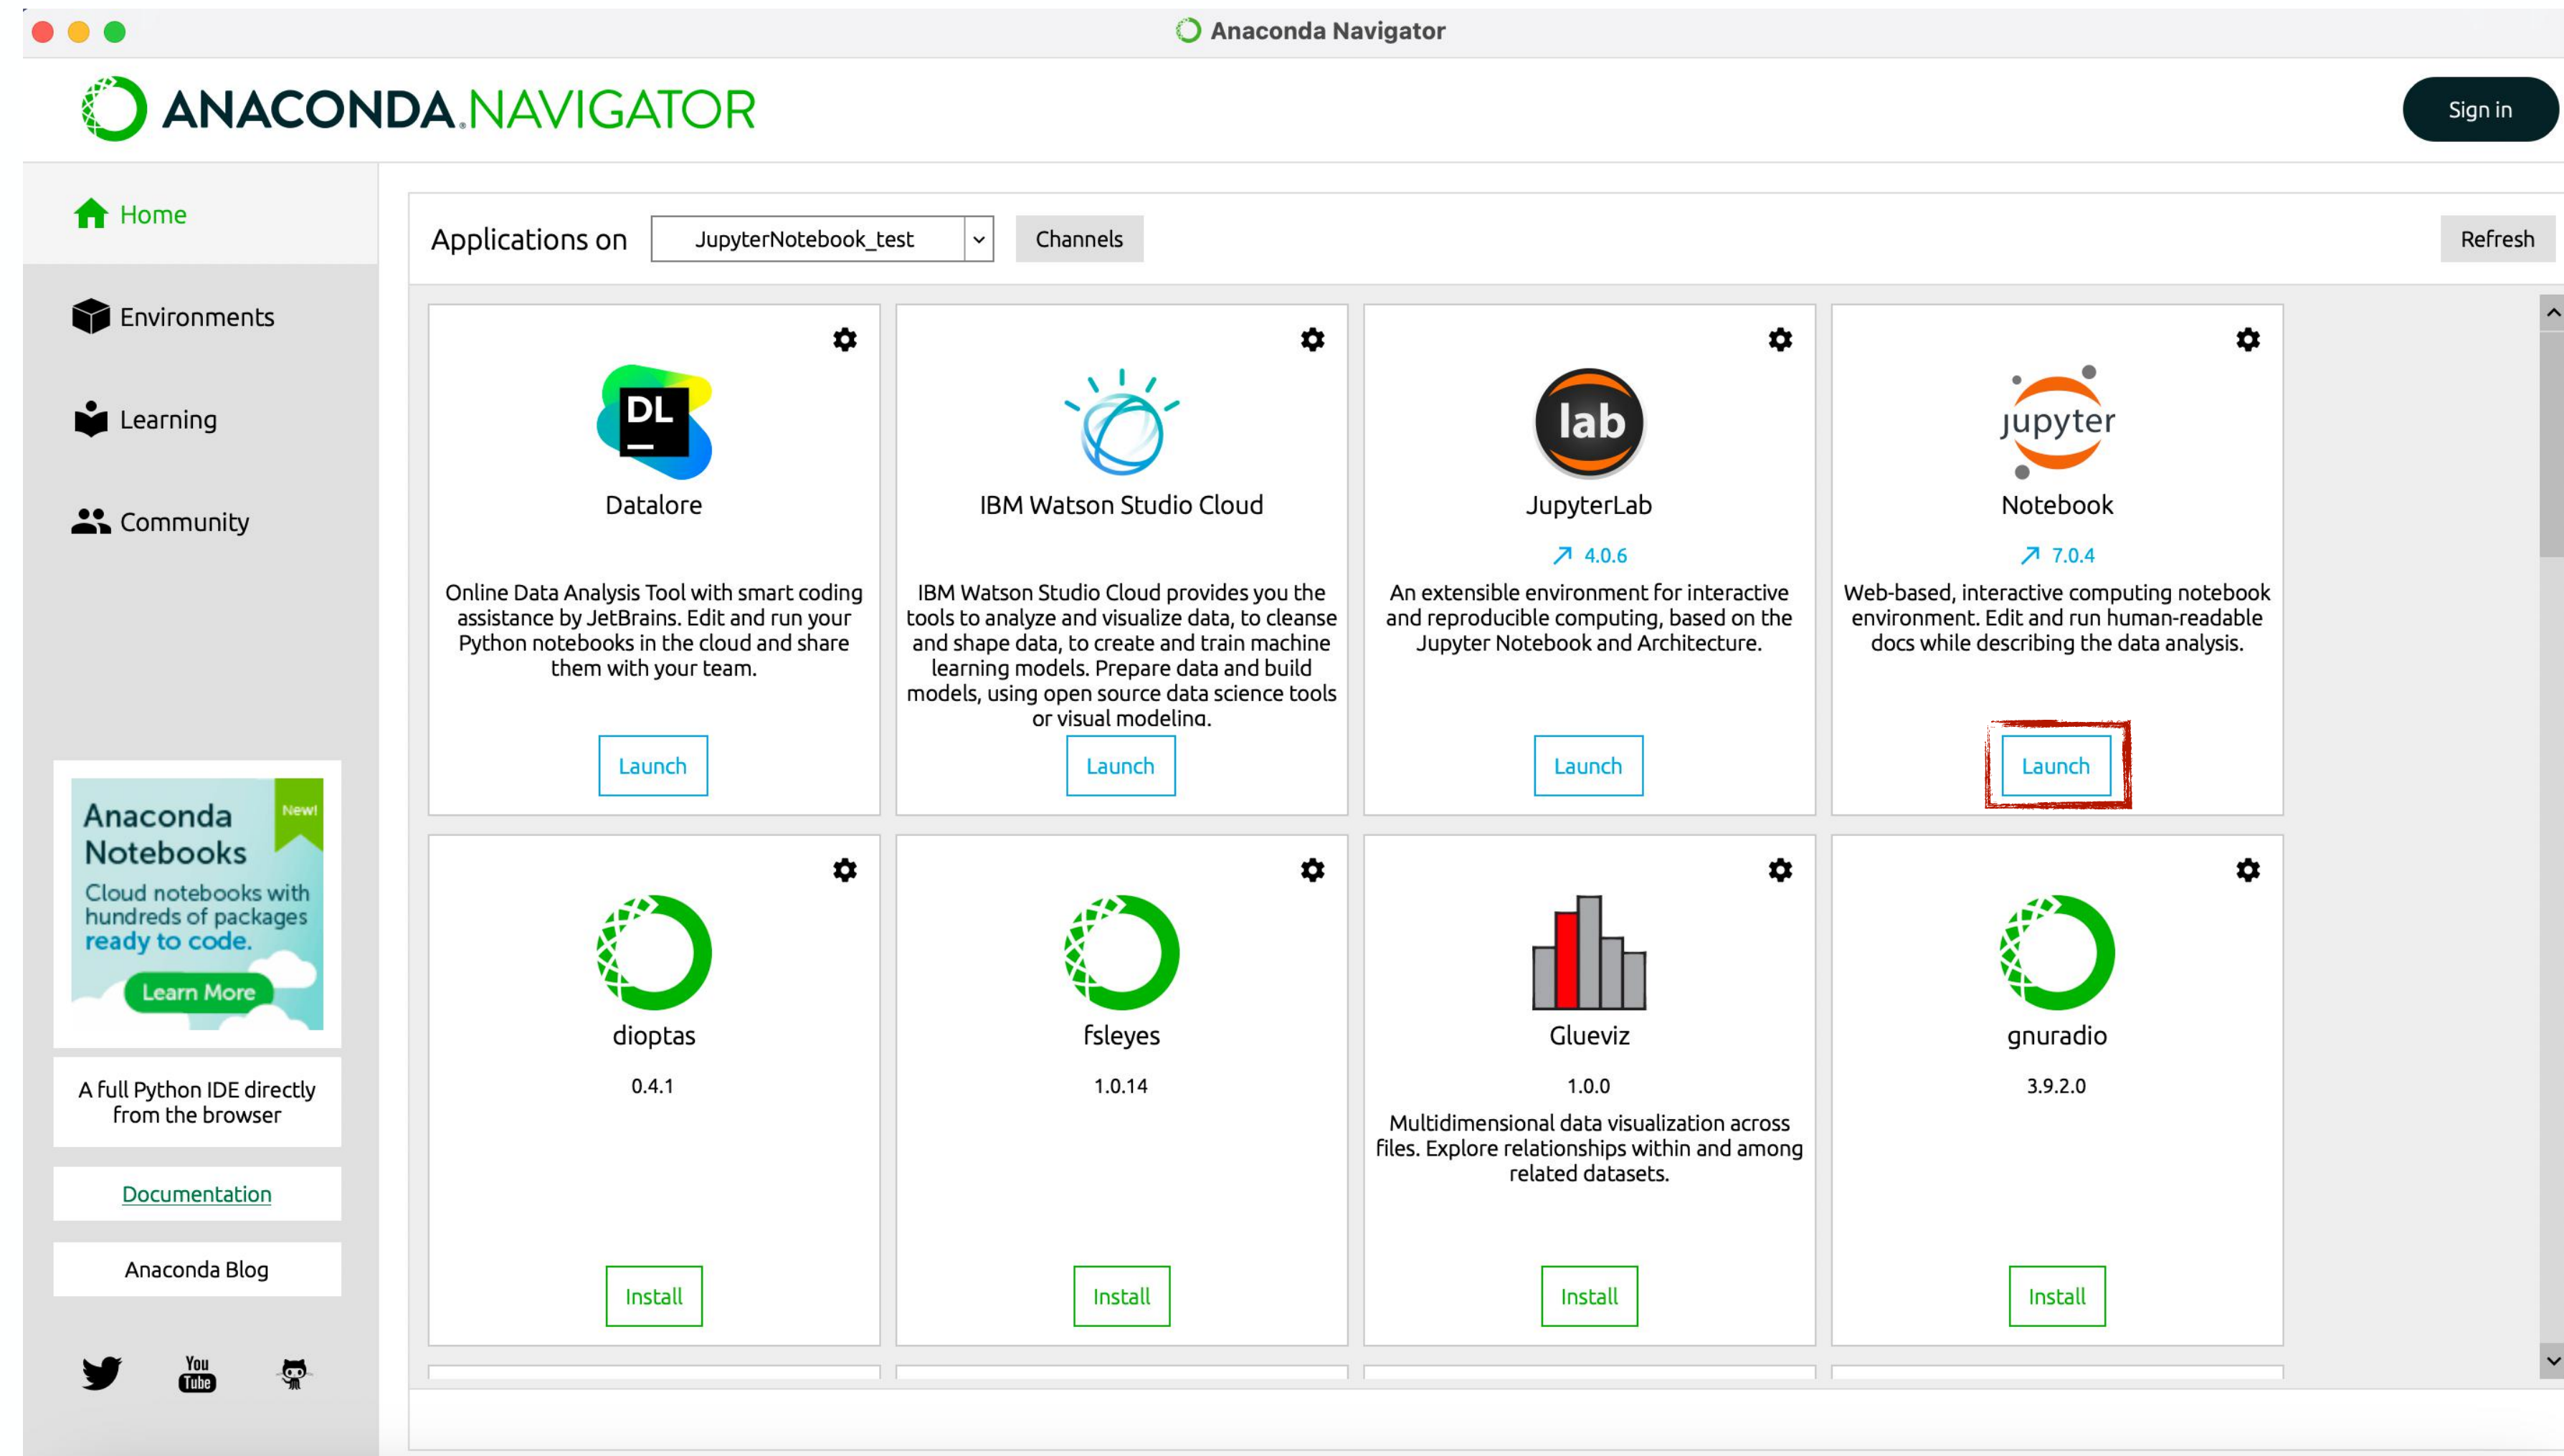 Anaconda Navigator
ANACONDA.NAVIGATOR
Sign in
Home
Environments
Learning
Community
Applications on
JupyterNotebook_test
Channels
Refresh
DL
Datalore
Online Data Analysis Tool with smart coding
assistance by JetBrains. Edit and run your
Python notebooks in the cloud and share
them with your team.
Launch
IBM Watson Studio Cloud
IBM Watson Studio Cloud provides you the
tools to analyze and visualize data, to cleanse
and shape data, to create and train machine
learning models. Prepare data and build
models, using open source data science tools
or visual modeling.
Launch
lab
JupyterLab
4.0.6
An extensible environment for interactive
and reproducible computing, based on the
Jupyter Notebook and Architecture.
Launch
jupyter
Notebook
7.0.4
Web-based, interactive computing notebook
environment. Edit and run human-readable
docs while describing the data analysis.
Launch
dioptas
0.4.1
Install
fsleyes
1.0.14
Install
Glueviz
1.0.0
Multidimensional data visualization across
files. Explore relationships within and among
related datasets.
Install
gnuradio
3.9.2.0
Install
New!
Anaconda
Notebooks
Cloud notebooks with
hundreds of packages
ready to code.
Learn More
A full Python IDE directly
from the browser
Documentation
Anaconda Blog
You
Tube